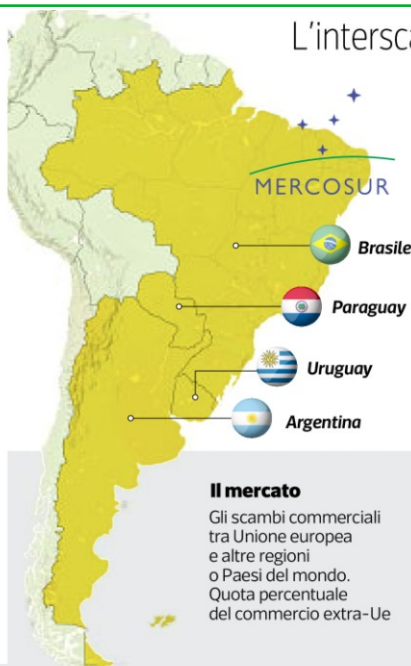 L'intersca
MERCOSUR
Brasile
Paraguay
Uruguay
Argentina
Il mercato
Gli scambi commerciali
tra Unione europea
e altre regioni
o Paesi del mondo.
Quota percentuale
del commercio extra-Ue